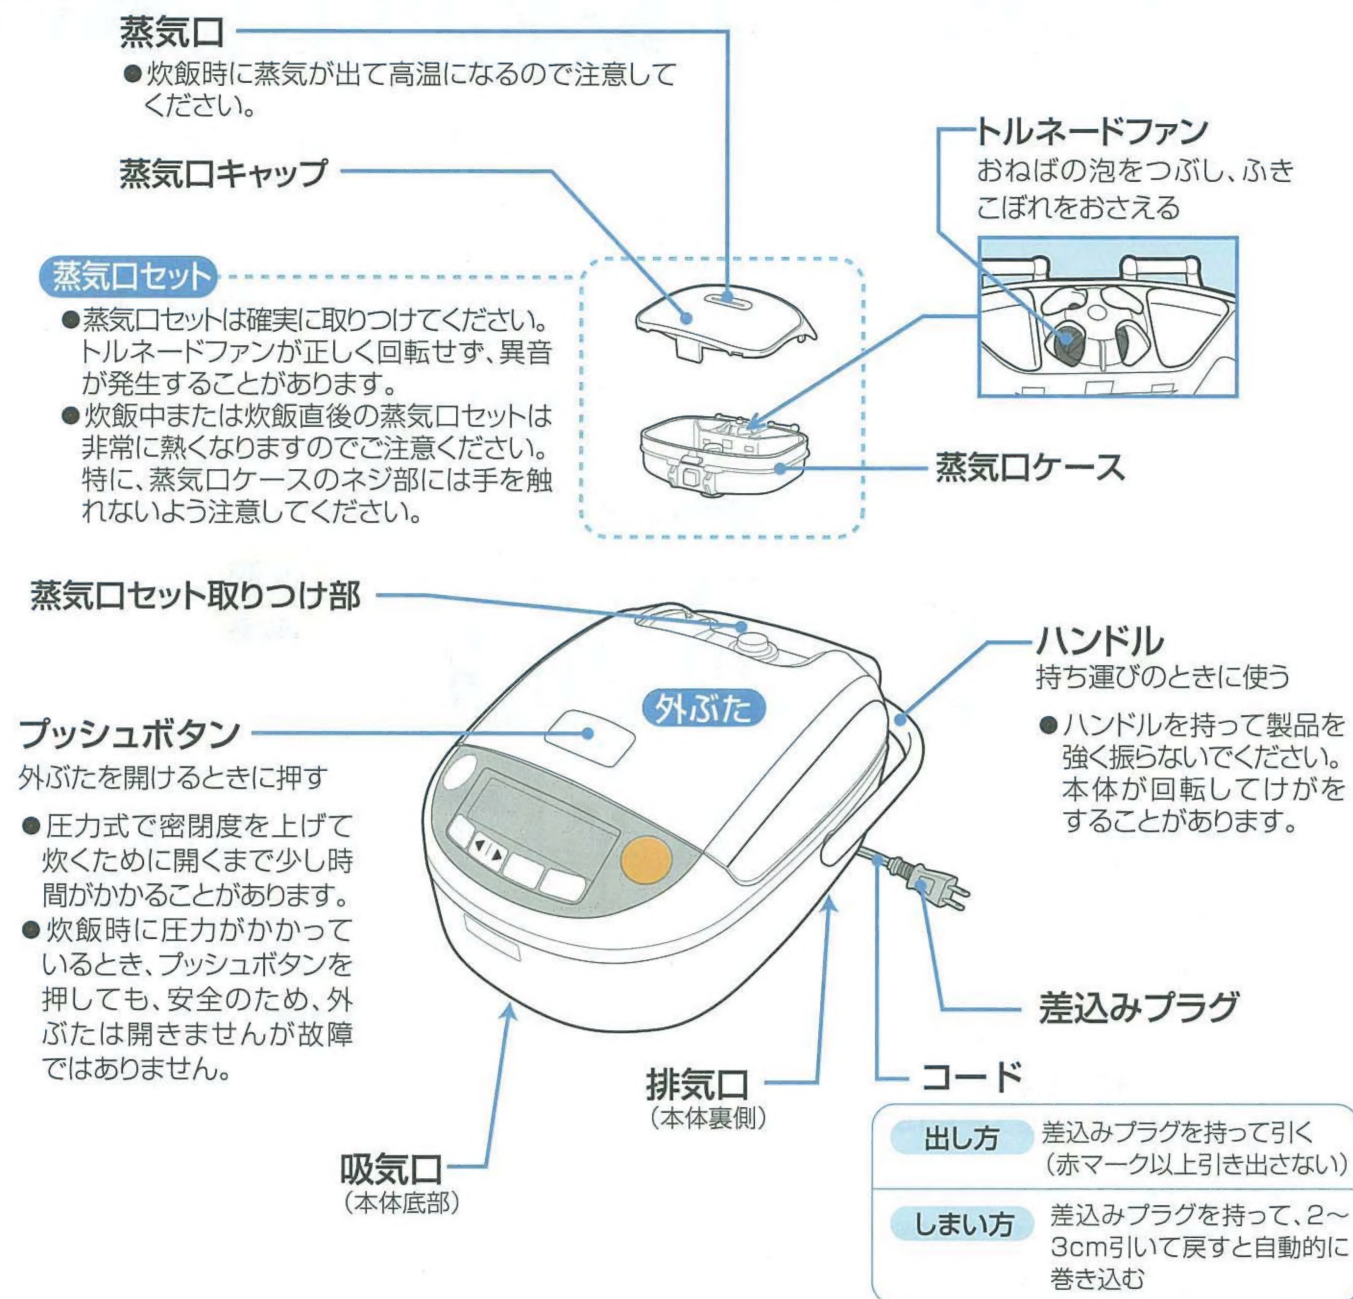 蒸気口
●炊飯時に蒸気が出て高温になるので注意して
ください。
蒸気口キャップ
トルネードファン
おねばの泡をつぶし、ふき
こぼれをおさえる
蒸気口セット
●蒸気口セットは確実に取りつけてください。
トルネードファンが正しく回転せず、異音
が発生することがあります。
●炊飯中または炊飯直後の蒸気口セットは
非常に熱くなりますのでご注意ください。
特に、蒸気口ケースのネジ部には手を触
れないよう注意してください。
蒸気口ケース
蒸気口セット取りつけ部
外ぶた
ハンドル
持ち運びのときに使う
●ハンドルを持って製品を
強く振らないでください。
本体が回転してけがを
することがあります。
プッシュボタン
外ぶたを開けるときに押す
●圧力式で密閉度を上げて
炊くために開くまで少し時
間がかかることがあります。
●炊飯時に圧力がかかって
いるとき、プッシュボタンを
押しても、安全のため、外
ぶたは開きませんが故障
ではありません。
差込みプラグ
排気口
（本体裏側）
コード
吸気口
（本体底部）
出し方
差込みプラグを持って引く
（赤マーク以上引き出さない）
しまい方
差込みプラグを持って、2～
3cm引いて戻すと自動的に
巻き込む